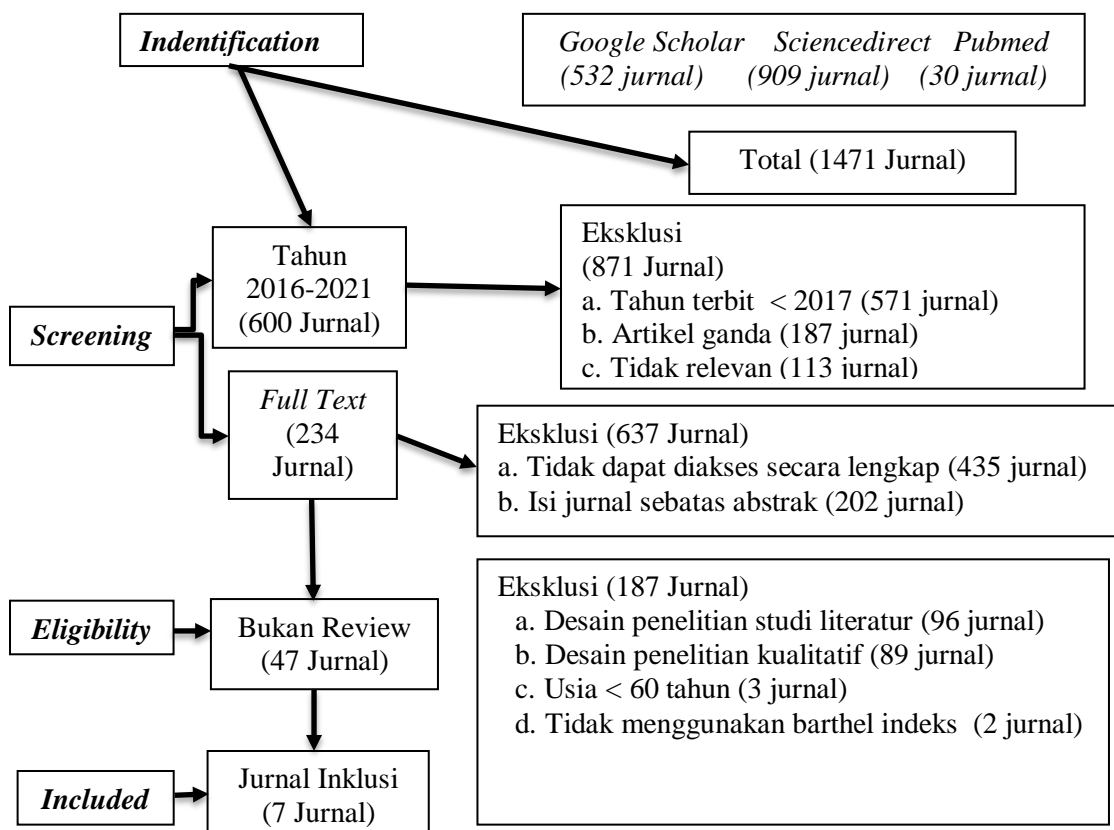 Indentification
Google Scholar Sciencedirect Pubmed
(532 jurnal) (909 jurnal) (30 jurnal)
Total (1471 Jurnal)
Tahun
2016-2021
(600 Jurnal)
Eksklusi
(871 Jurnal)
a. Tahun terbit < 2017 (571 jurnal)
b. Artikel ganda (187 jurnal)
c. Tidak relevan (113 jurnal)
Screening
Full Text
(234
Jurnal)
Eksklusi (637 Jurnal)
a. Tidak dapat diakses secara lengkap (435 jurnal)
b. Isi jurnal sebatas abstrak (202 jurnal)
Eligibility
Bukan Review
(47 Jurnal)
Eksklusi (187 Jurnal)
a. Desain penelitian studi literatur (96 jurnal)
b. Desain penelitian kualitatif (89 jurnal)
c. Usia < 60 tahun (3 jurnal)
d. Tidak menggunakan barthel indeks (2 jurnal)
Included
Jurnal Inklusi
(7 Jurnal)